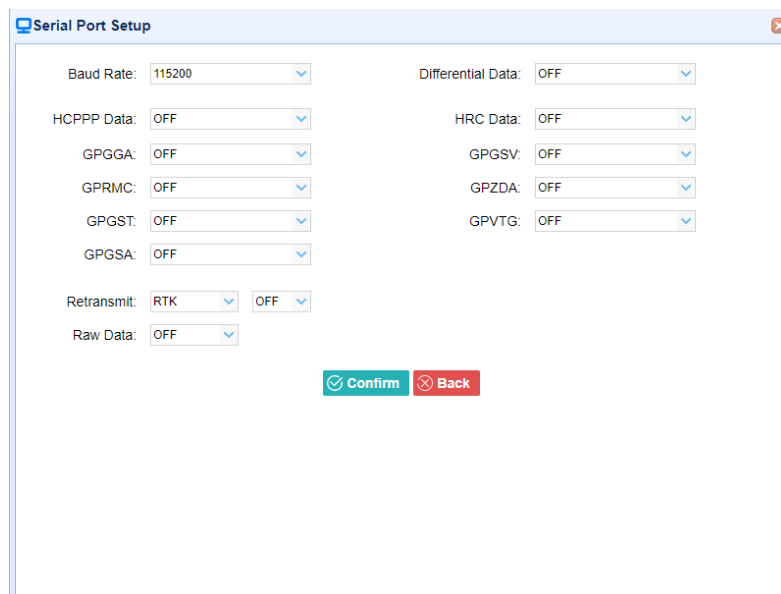 Serial Port Setup
Baud Rate: 115200 Differential Data: OFF
HCPPP Data: OFF HRC Data: OFF
GPGGA: OFF GPGSV: OFF
GPRMC: OFF GPZDA: OFF
GPGST: OFF GPVTG: OFF
GPGSA: OFF
Retransmit: RTK OFF
Raw Data: OFF
Confirm Back